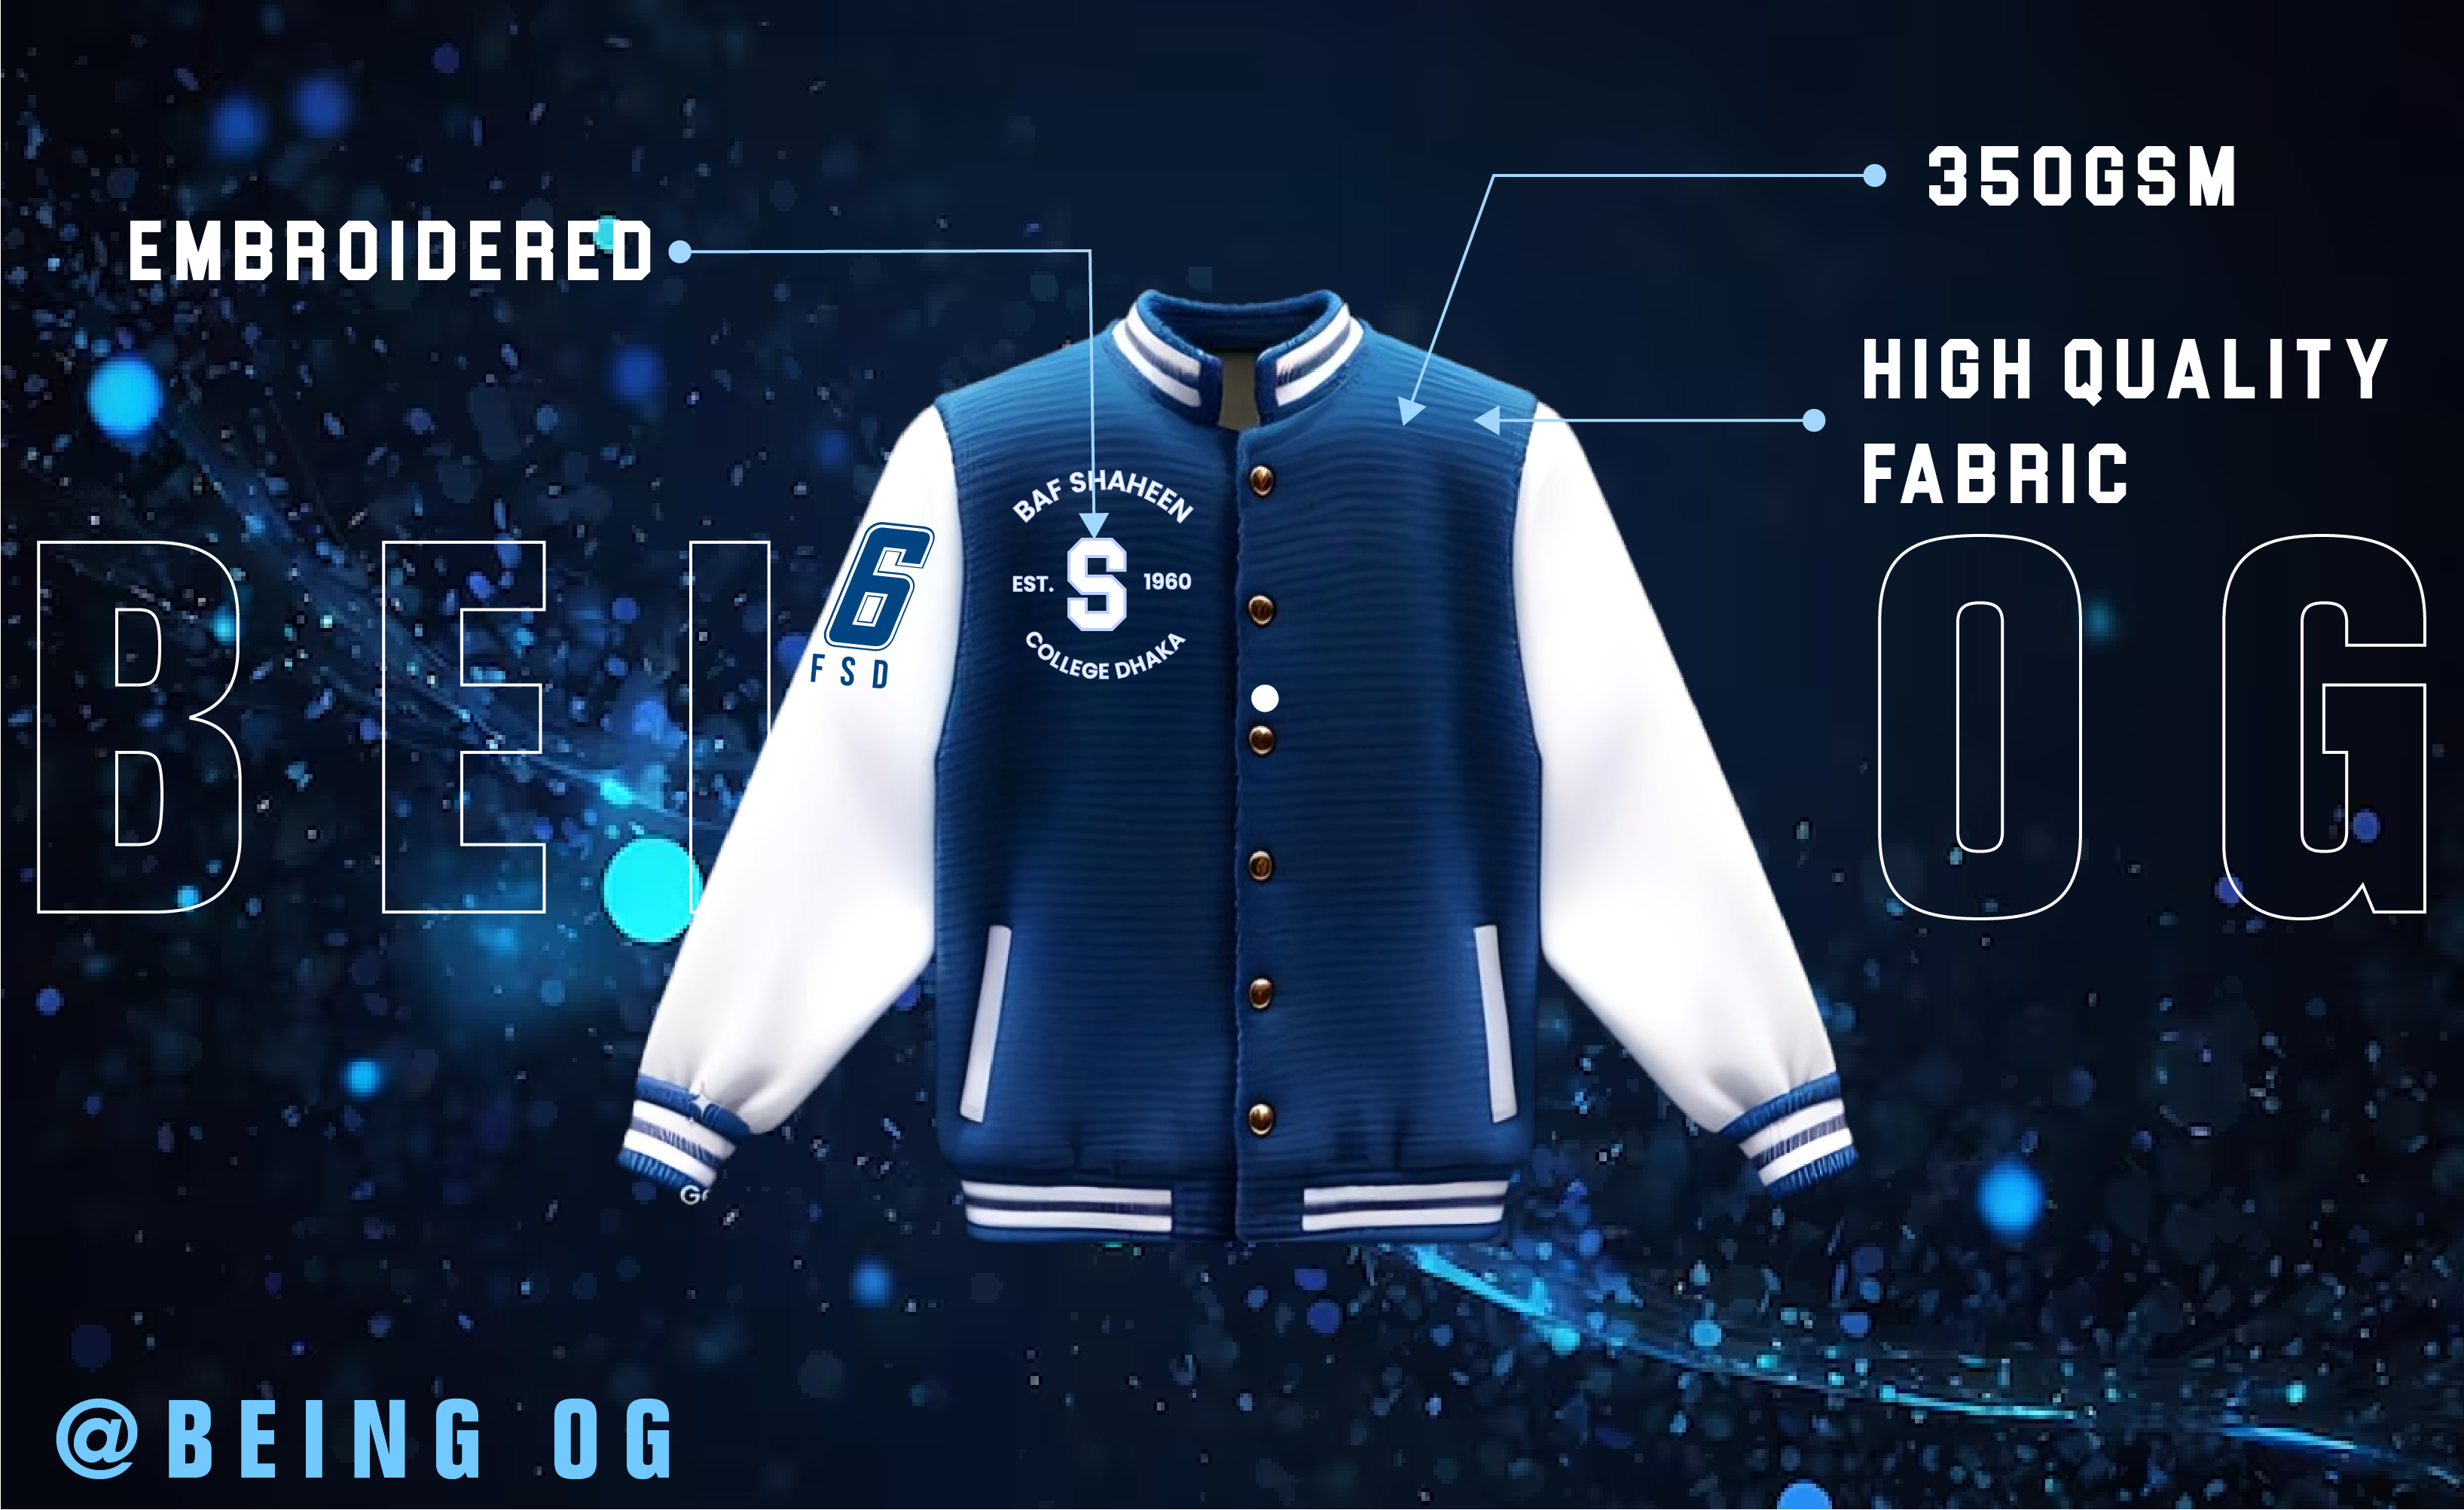 350GSM
EMBROIDERED
HIGH QUALITY
FABRIC
BAF SHAHEEN
EST. S 1960
COLLEGE DHAKA
6
FSD
BEI OG
@BEING OG